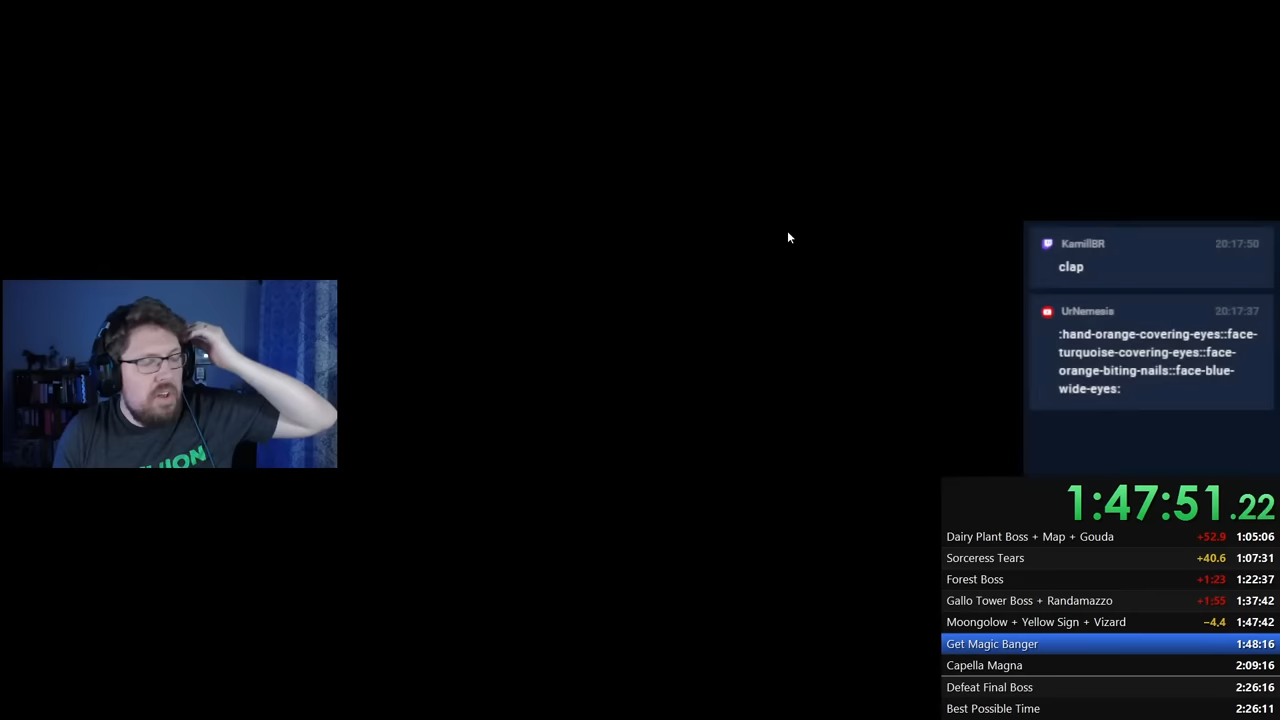 KamillBR 20:17:50
clap
UrNemesis 20:17:37
:hand-orange-covering-eyes::face-
turquoise-covering-eyes::face-
orange-biting-nails::face-blue-
wide-eyes:
1:47:51.22
Dairy Plant Boss + Map + Gouda +52.9 1:05:06
Sorceress Tears +40.6 1:07:31
Forest Boss +1:23 1:22:37
Gallo Tower Boss + Randamazzo +1:55 1:37:42
Moongolow + Yellow Sign + Vizard −4.4 1:47:42
Get Magic Banger 1:48:16
Capella Magna 2:09:16
Defeat Final Boss 2:26:16
Best Possible Time 2:26:11